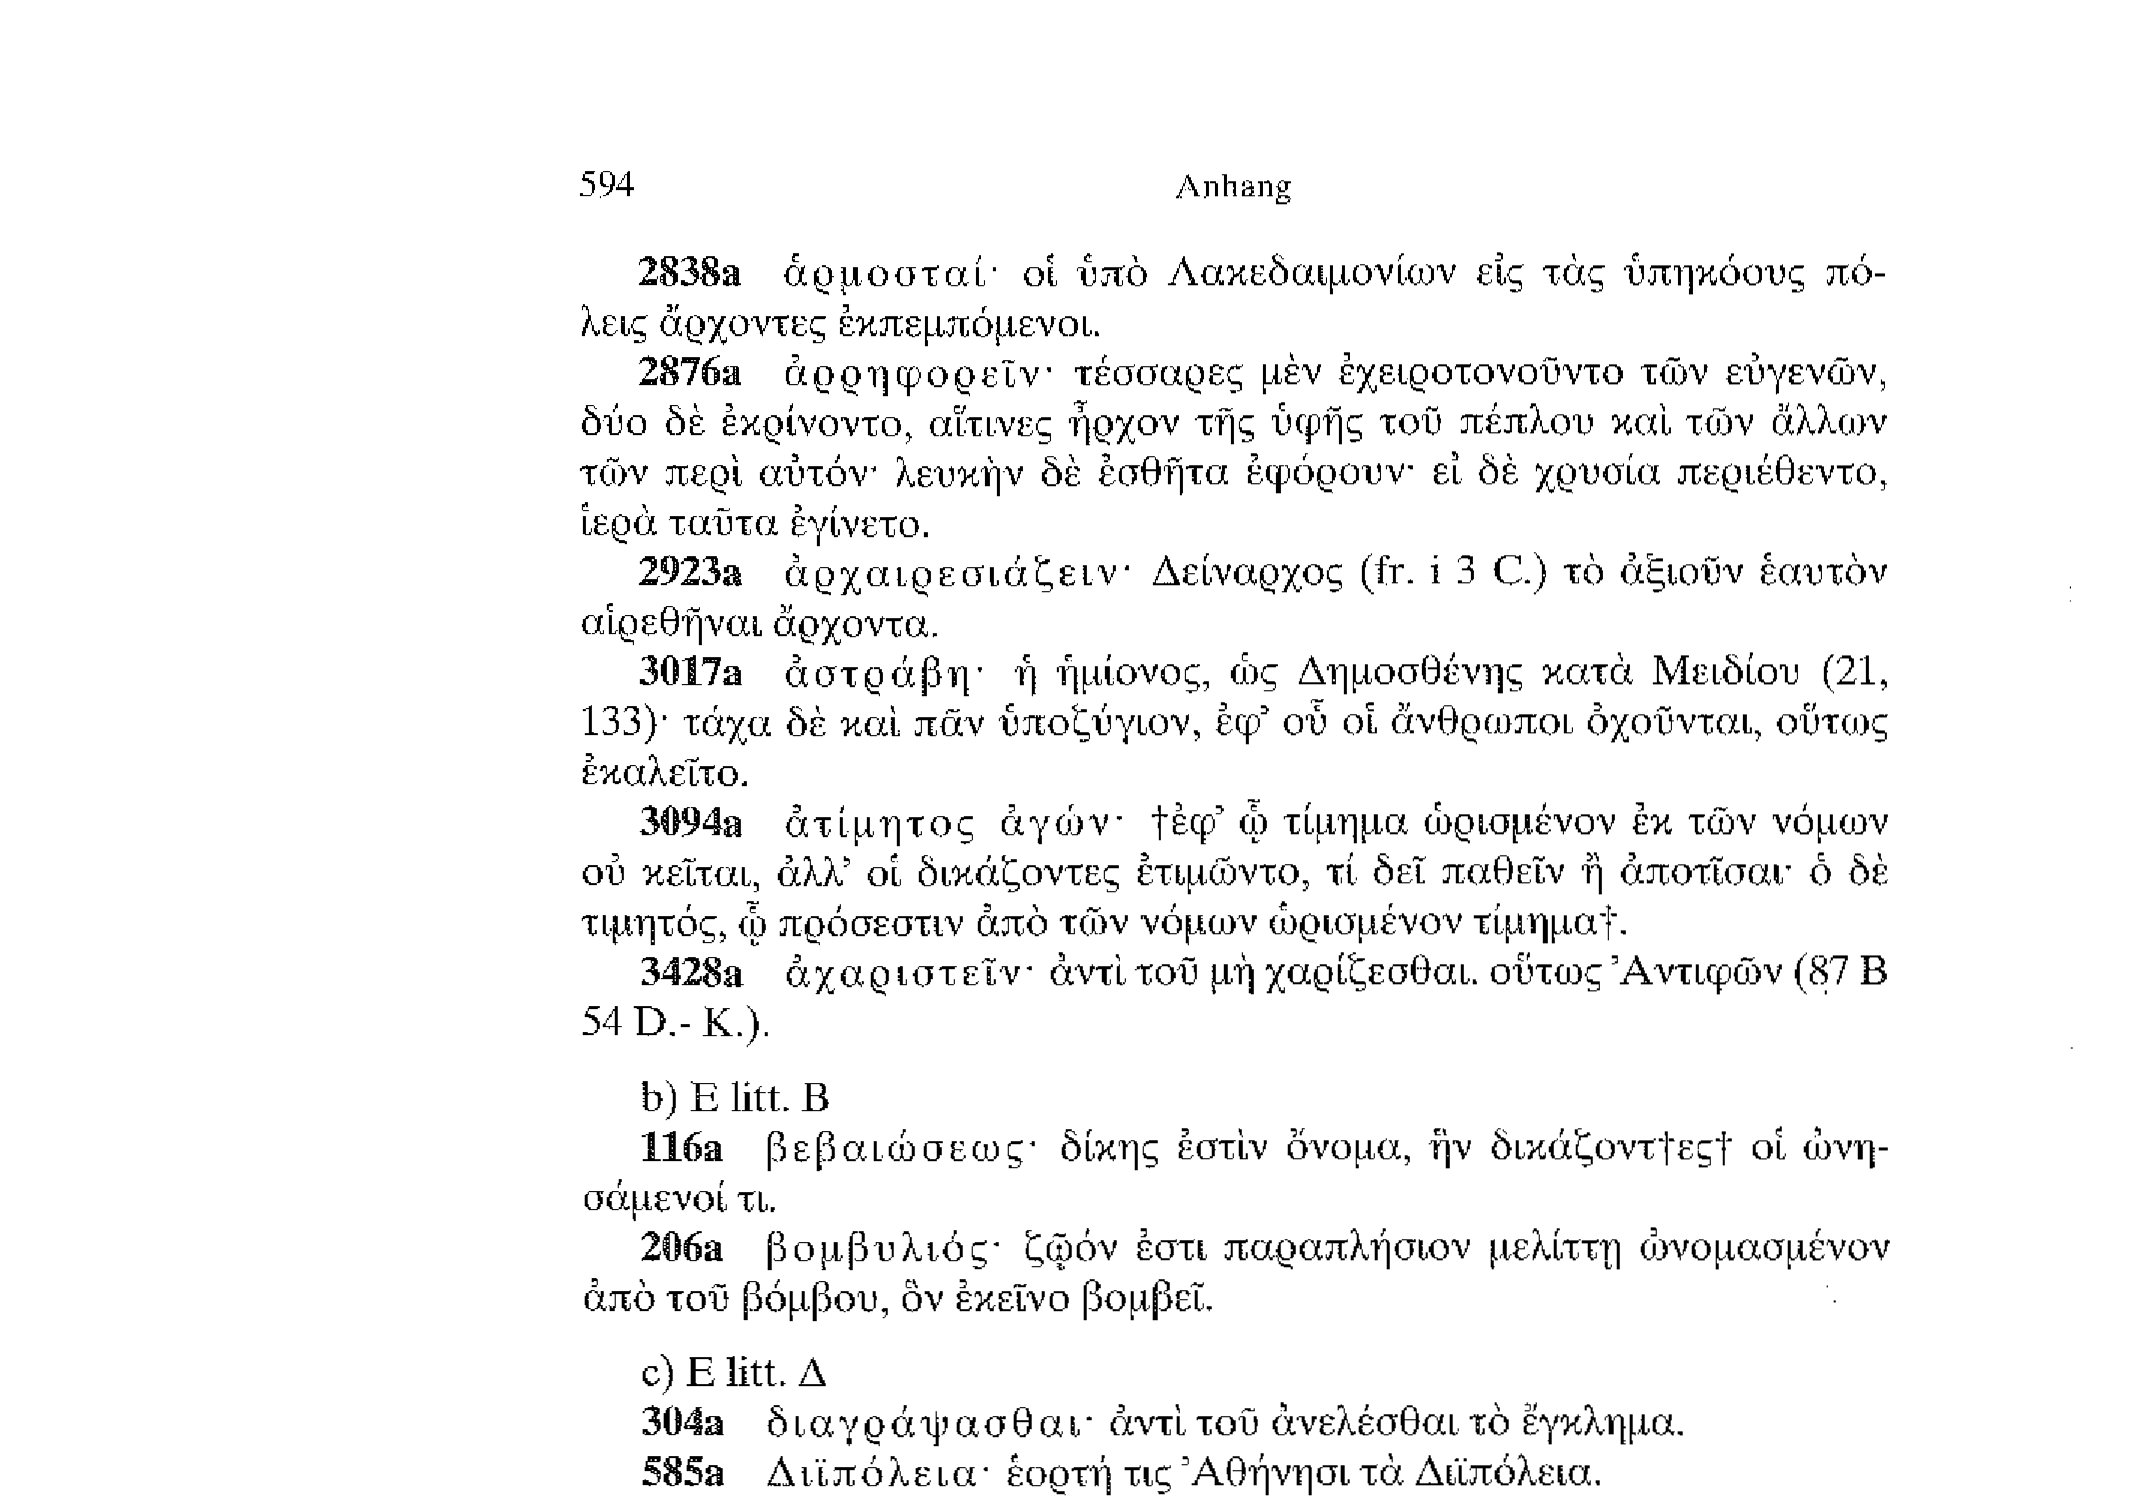 594
Anhang
2838a ἁρμοσταί· οἱ ὑπὸ Λακεδαιμονίων εἰς τὰς ὑπηκόους πό-
λεις ἄρχοντες ἐκπεμπόμενοι.
2876a ἀρρηφορεῖν· τέσσαρες μὲν ἐχειροτονοῦντο τῶν εὐγενῶν,
δύο δὲ ἐκρίνοντο, αἵτινες ἦρχον τῆς ὑφῆς τοῦ πέπλου καὶ τῶν ἄλλων
τῶν περὶ αὐτόν· λευκὴν δὲ ἐσθῆτα ἐφόρουν· εἰ δὲ χρυσία περιέθεντο,
ἱερὰ ταῦτα ἐγίνετο.
2923a ἀρχαιρεσιάζειν· Δείναρχος (fr. i 3 C.) τὸ ἀξιοῦν ἑαυτὸν
αἱρεθῆναι ἄρχοντα.
3017a ἀστράβη· ἡ ἡμίονος, ὡς Δημοσθένης κατὰ Μειδίου (21,
133)· τάχα δὲ καὶ πᾶν ὑποζύγιον, ἐφ’ οὗ οἱ ἄνθρωποι ὀχοῦνται, οὕτως
ἐκαλεῖτο.
3094a ἀτίμητος ἀγών· †ἐφ’ ᾧ τίμημα ὡρισμένον ἐκ τῶν νόμων
οὐ κεῖται, ἀλλ’ οἱ δικάζοντες ἐτιμῶντο, τί δεῖ παθεῖν ἢ ἀποτῖσαι· ὁ δὲ
τιμητός, ᾧ πρόσεστιν ἀπὸ τῶν νόμων ὡρισμένον τίμημα†.
3428a ἀχαριστεῖν· ἀντὶ τοῦ μὴ χαρίζεσθαι. οὕτως Ἀντιφῶν (87 B
54 D.- K.).
b) E litt. B
116a βεβαιώσεως· δίκης ἐστὶν ὄνομα, ἣν δικάζοντ†ες† οἱ ὠνη-
σάμενοί τι.
206a βομβυλιός· ζῷόν ἐστι παραπλήσιον μελίττῃ ὠνομασμένον
ἀπὸ τοῦ βόμβου, ὃν ἐκεῖνο βομβεῖ.
c) E litt. Δ
304a διαγράψασθαι· ἀντὶ τοῦ ἀνελέσθαι τὸ ἔγκλημα.
585a Διϊπόλεια· ἑορτή τις Ἀθήνησι τὰ Διϊπόλεια.